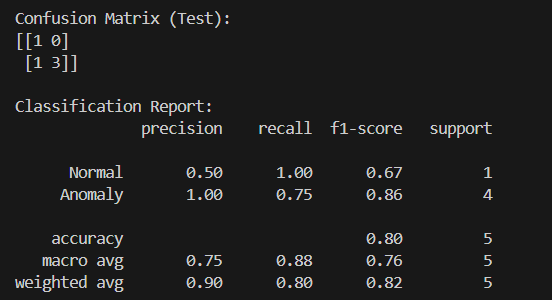 Confusion Matrix (Test):
[[1 0]
 [1 3]]
Classification Report:
              precision    recall  f1-score   support
      Normal       0.50      1.00      0.67         1
     Anomaly       1.00      0.75      0.86         4
    accuracy                           0.80         5
   macro avg       0.75      0.88      0.76         5
weighted avg       0.90      0.80      0.82         5